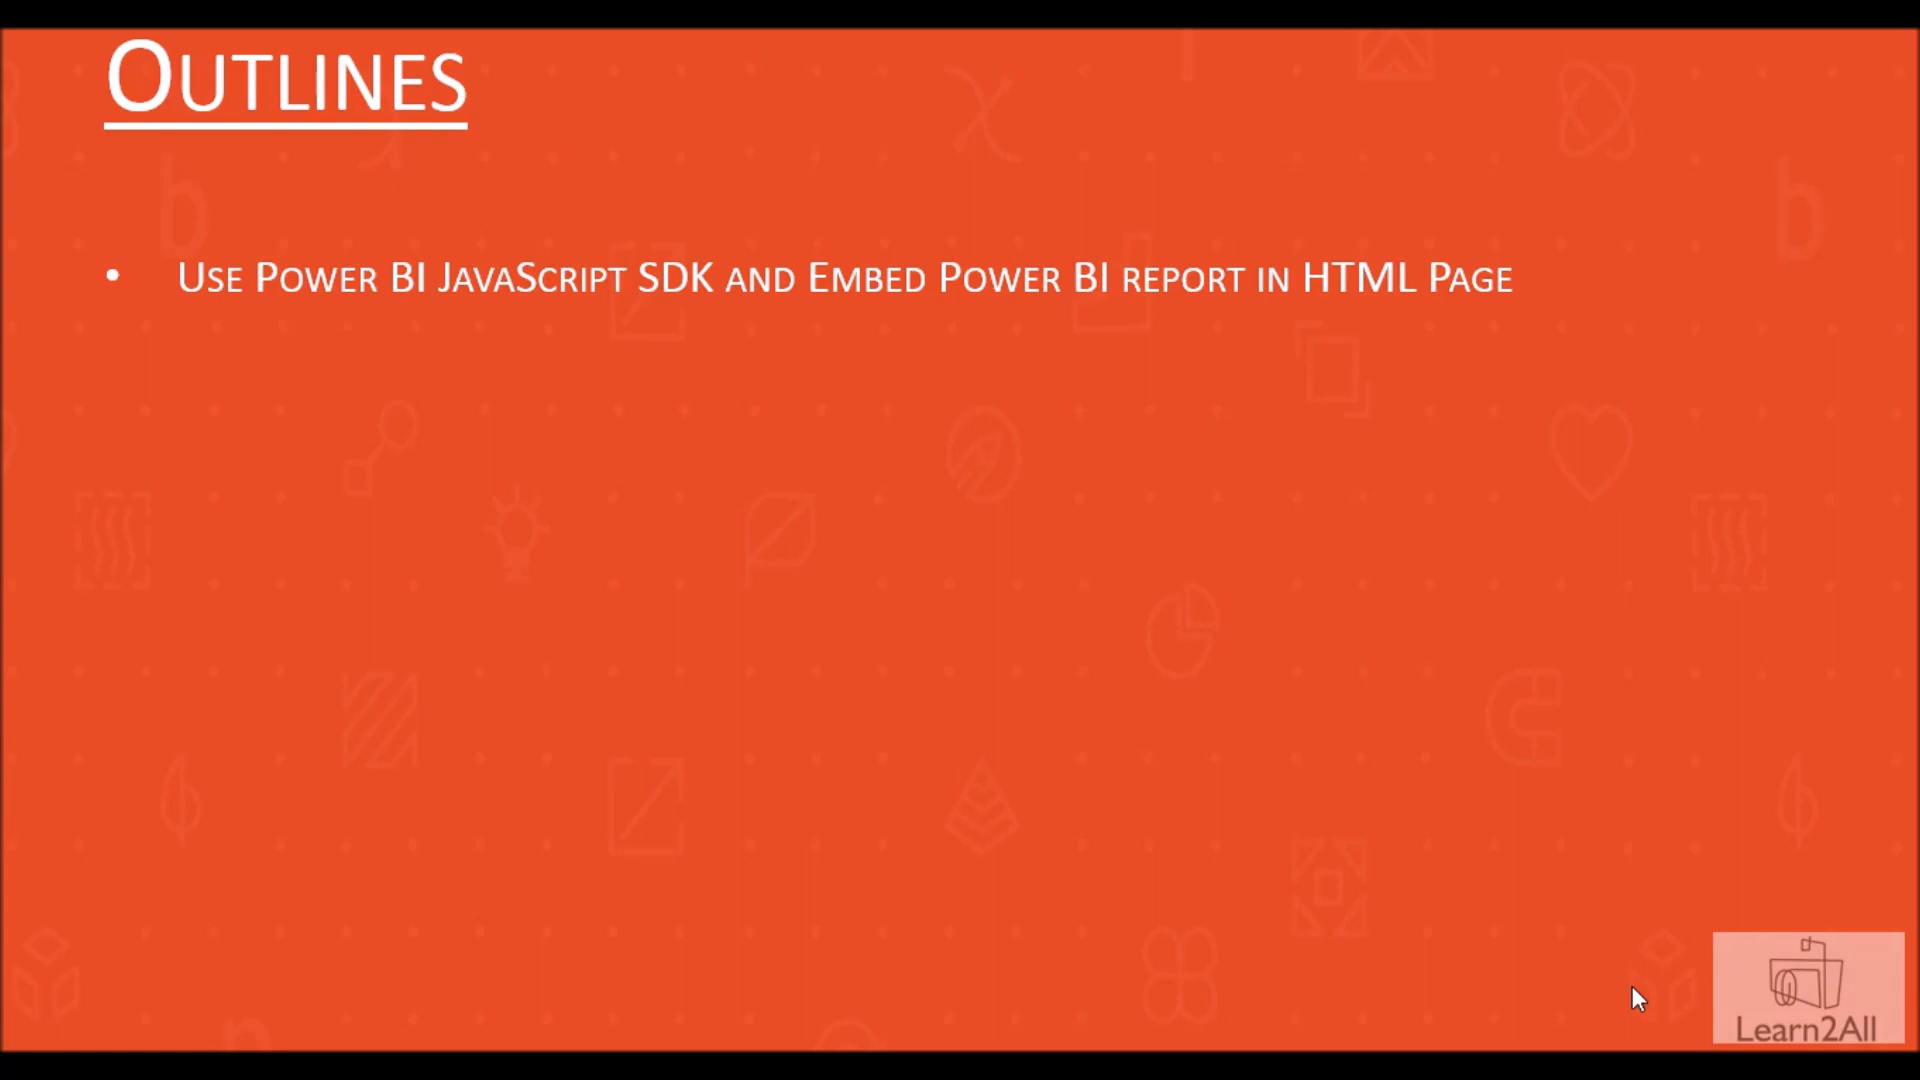 OUTLINES
• USE POWER BI JAVASCRIPT SDK AND EMBED POWER BI REPORT IN HTML PAGE
Learn2All